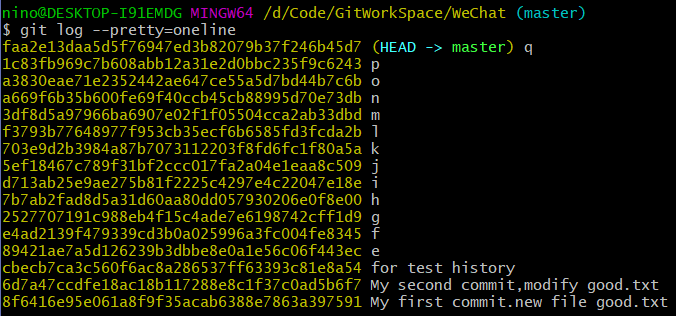 nino@DESKTOP-I91EMDG MINGW64 /d/Code/GitWorkSpace/WeChat (master)
$ git log --pretty=oneline
faa2e13daa5d5f76947ed3b82079b37f246b45d7 (HEAD -> master) q
1c83fb969c7b608abb12a31e2d0bbc235f9c6243 p
a3830eae71e2352442ae647ce55a5d7bd44b7c6b o
a669f6b35b600fe69f40ccb45cb88995d70e73db n
3df8d5a97966ba6907e02f1f05504cca2ab33dbd m
f3793b77648977f953cb35ecf6b6585fd3fcda2b l
703e9d2b3984a87b7073112203f8fd6fc1f80a5a k
5ef18467c789f31bf2ccc017fa2a04e1eaa8c509 j
d713ab25e9ae275b81f2225c4297e4c22047e18e i
7b7ab2fad8d5a31d60aa80dd057930206e0f8e00 h
2527707191c988eb4f15c4ade7e6198742cff1d9 g
e4ad2139f479339cd3b0a025996a3fc004fe8345 f
89421ae7a5d126239b3dbbe8e0a1e56c06f443ec e
cbecb7ca3c560f6ac8a286537ff63393c81e8a54 for test history
6d7a47ccdfe18ac18b117288e8c1f37c0ad5b6f7 My second commit,modify good.txt
8f6416e95e061a8f9f35acab6388e7863a397591 My first commit.new file good.txt